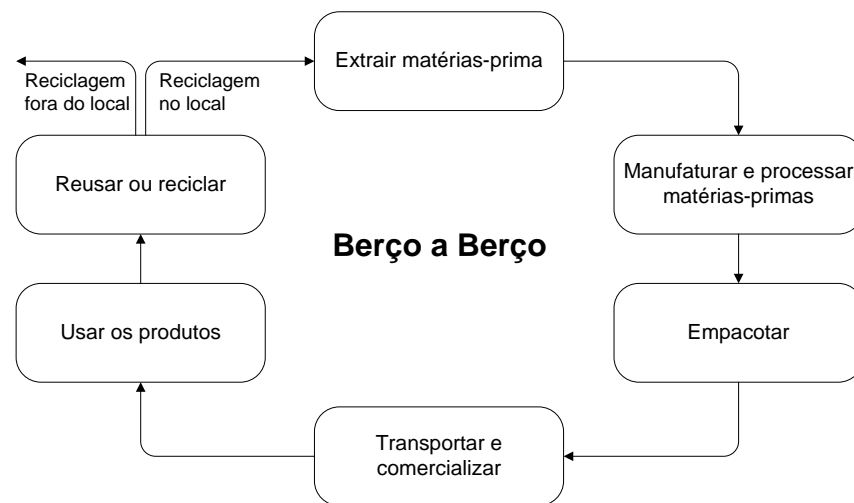 Extrair matérias-prima
Reciclagem
fora do local
Reciclagem
no local
Reusar ou reciclar
Manufaturar e processar
matérias-primas
Berço a Berço
Usar os produtos
Empacotar
Transportar e
comercializar